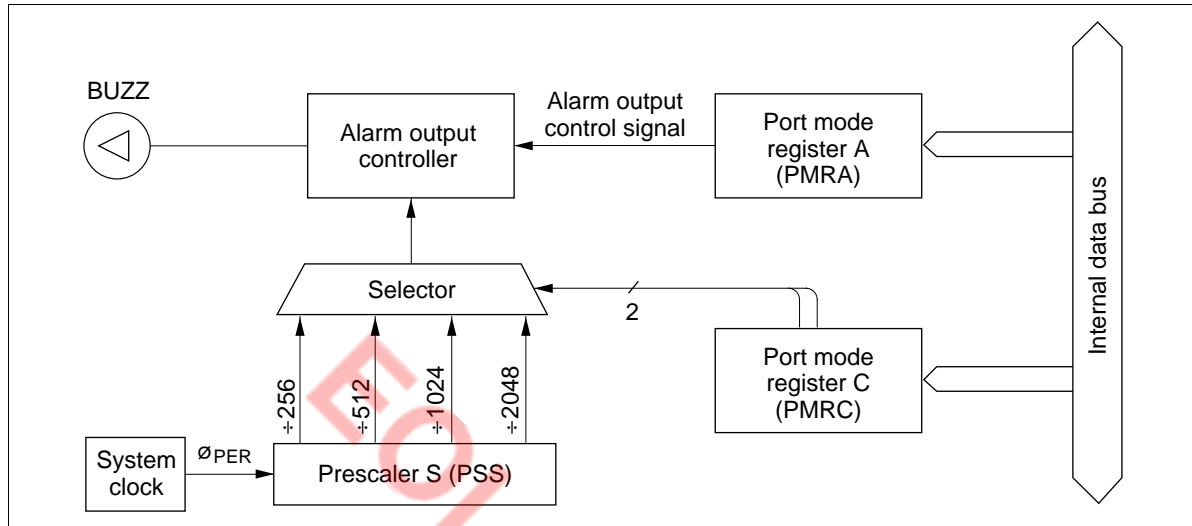 BUZZ
Alarm output
controller
Alarm output
control signal
Port mode
register A
(PMRA)
Internal data bus
Selector
2
Port mode
register C
(PMRC)
÷256
÷512
÷1024
÷2048
System
clock
øPER
Prescaler S (PSS)
EOL